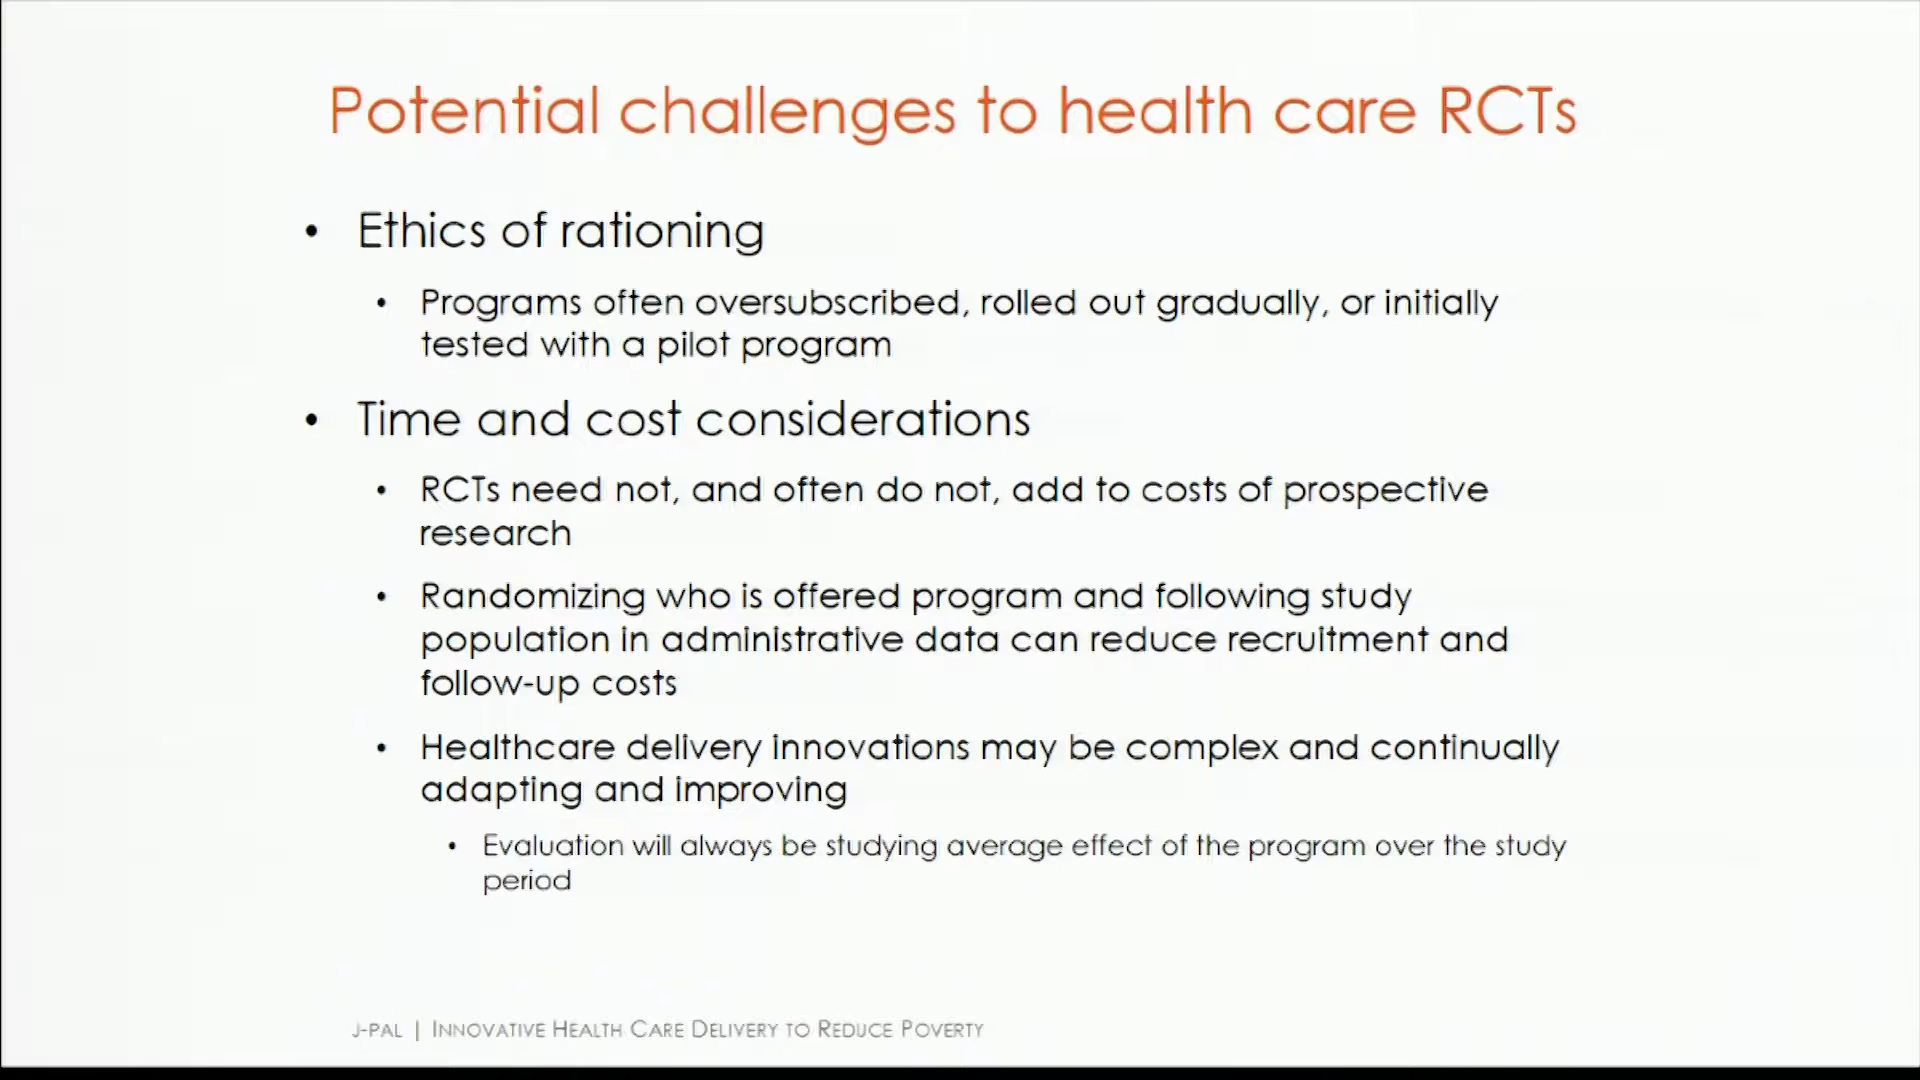 Potential challenges to health care RCTs
• Ethics of rationing
• Programs often oversubscribed, rolled out gradually, or initially
tested with a pilot program
• Time and cost considerations
• RCTs need not, and often do not, add to costs of prospective
research
• Randomizing who is offered program and following study
population in administrative data can reduce recruitment and
follow-up costs
• Healthcare delivery innovations may be complex and continually
adapting and improving
• Evaluation will always be studying average effect of the program over the study
period
J-PAL | INNOVATIVE HEALTH CARE DELIVERY TO REDUCE POVERTY